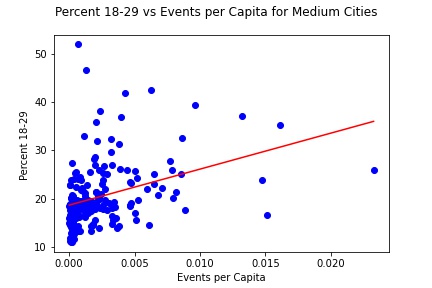 Percent 18-29 vs Events per Capita for Medium Cities
Percent 18-29
50
40
30
20
10
0.000 0.005 0.010 0.015 0.020
Events per Capita